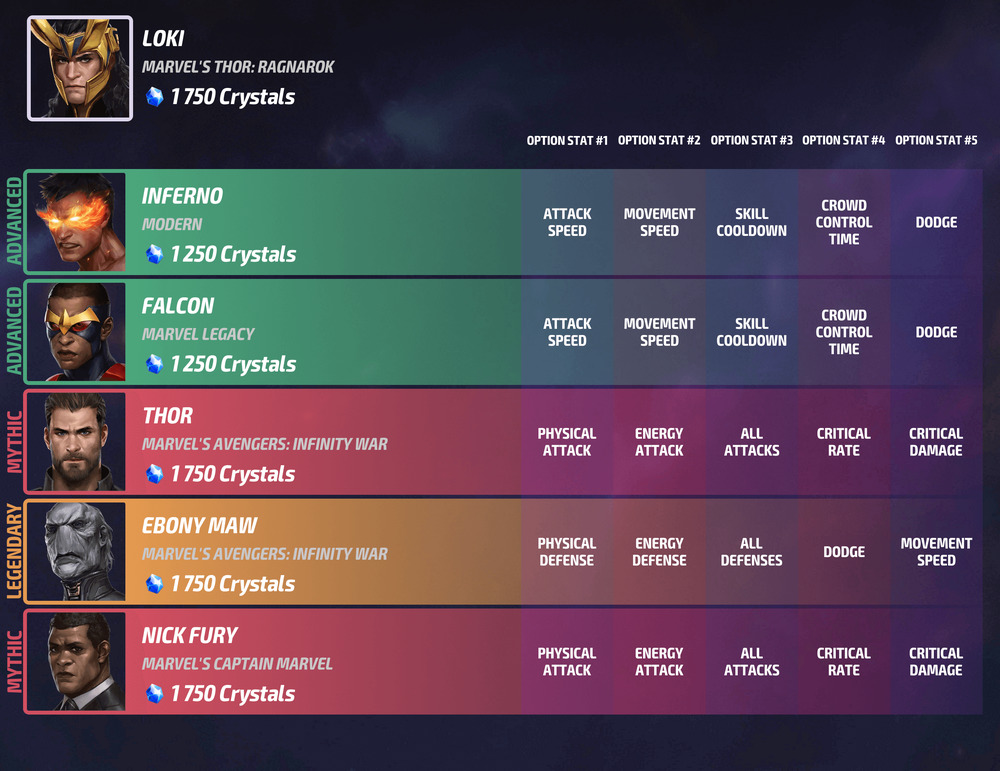 LOKI
MARVEL'S THOR: RAGNAROK
1 750 Crystals
OPTION STAT #1 OPTION STAT #2 OPTION STAT #3 OPTION STAT #4 OPTION STAT #5
ADVANCED
INFERNO
MODERN
1 250 Crystals
ATTACK
SPEED
MOVEMENT
SPEED
SKILL
COOLDOWN
CROWD
CONTROL
TIME
DODGE
ADVANCED
FALCON
MARVEL LEGACY
1 250 Crystals
ATTACK
SPEED
MOVEMENT
SPEED
SKILL
COOLDOWN
CROWD
CONTROL
TIME
DODGE
MYTHIC
THOR
MARVEL'S AVENGERS: INFINITY WAR
1 750 Crystals
PHYSICAL
ATTACK
ENERGY
ATTACK
ALL
ATTACKS
CRITICAL
RATE
CRITICAL
DAMAGE
LEGENDARY
EBONY MAW
MARVEL'S AVENGERS: INFINITY WAR
1 750 Crystals
PHYSICAL
DEFENSE
ENERGY
DEFENSE
ALL
DEFENSES
DODGE
MOVEMENT
SPEED
MYTHIC
NICK FURY
MARVEL'S CAPTAIN MARVEL
1 750 Crystals
PHYSICAL
ATTACK
ENERGY
ATTACK
ALL
ATTACKS
CRITICAL
RATE
CRITICAL
DAMAGE